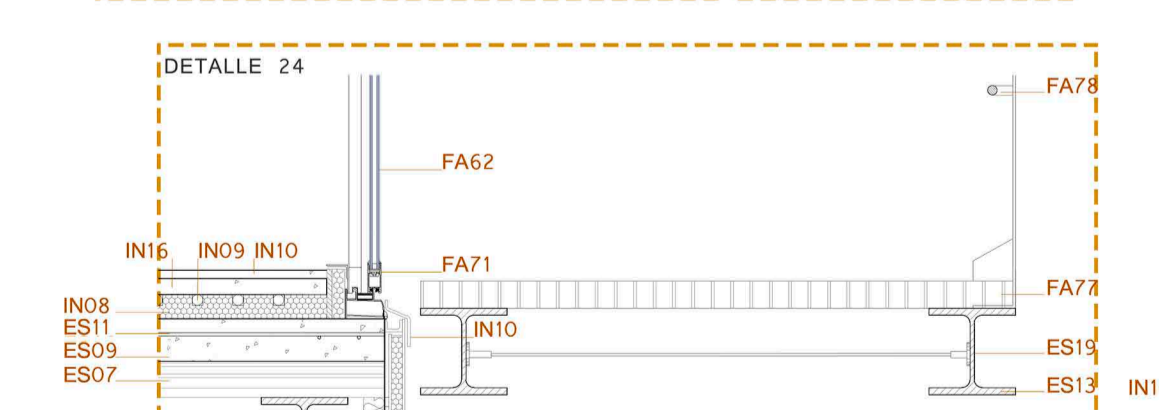 DETALLE 24
FA78
FA62
IN16 IN09 IN10
FA71
FA77
IN08
ES11
IN10
ES09
ES19
ES07
ES13
IN1